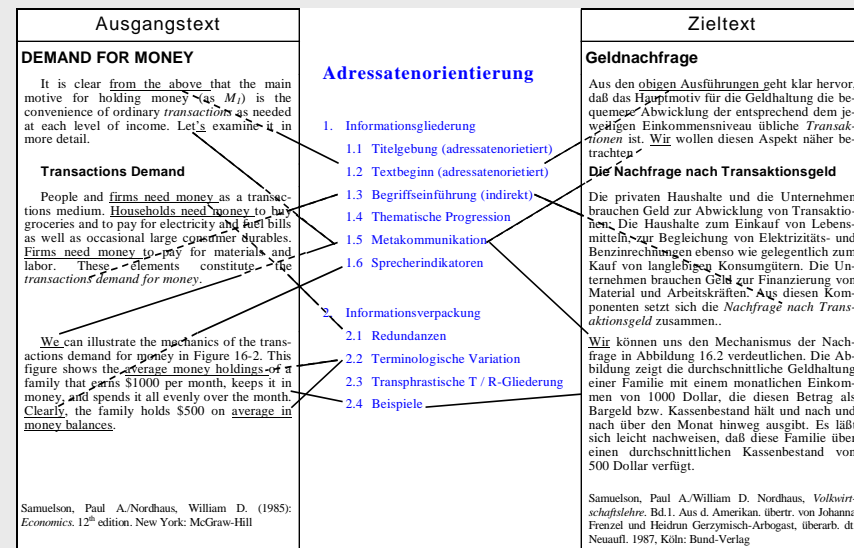 Ausgangstext
DEMAND FOR MONEY
It is clear from the above that the main
motive for holding money (as M1) is the
convenience of ordinary transactions as needed
at each level of income. Let's examine it in
more detail.
Transactions Demand
People and firms need money as a transac-
tions medium. Households need money to buy
groceries and to pay for electricity and fuel bills
as well as occasional large consumer durables.
Firms need money to pay for materials and
labor. These elements constitute the
transactions demand for money.
We can illustrate the mechanics of the trans-
actions demand for money in Figure 16-2. This
figure shows the average money holdings of a
family that earns $1000 per month, keeps it in
money, and spends it all evenly over the month.
Clearly, the family holds $500 on average in
money balances.
Samuelson, Paul A./Nordhaus, William D. (1985):
Economics. 12th edition. New York: McGraw-Hill
Adressatenorientierung
1. Informationsgliederung
1.1 Titelgebung (adressatenorietiert)
1.2 Textbeginn (adressatenorietiert)
1.3 Begriffseinführung (indirekt)
1.4 Thematische Progression
1.5 Metakommunikation
1.6 Sprecherindikatoren
2. Informationsverpackung
2.1 Redundanzen
2.2 Terminologische Variation
2.3 Transphrastische T / R-Gliederung
2.4 Beispiele
Zieltext
Geldnachfrage
Aus den obigen Ausführungen geht klar hervor,
daß das Hauptmotiv für die Geldhaltung die be-
quemere Abwicklung der entsprechend dem je-
weiligen Einkommensniveau übliche Transak-
tionen ist. Wir wollen diesen Aspekt näher be-
trachten
Die Nachfrage nach Transaktionsgeld
Die privaten Haushalte und die Unternehmen
brauchen Geld zur Abwicklung von Transaktio-
nen. Die Haushalte zum Einkauf von Lebens-
mitteln, zur Begleichung von Elektrizitäts- und
Benzinrechnungen ebenso wie gelegentlich zum
Kauf von langlebigen Konsumgütern. Die Un-
ternehmen brauchen Geld zur Finanzierung von
Material und Arbeitskräften. Aus diesen Kom-
ponenten setzt sich die Nachfrage nach Trans-
aktionsgeld zusammen..
Wir können uns den Mechanismus der Nach-
frage in Abbildung 16.2 verdeutlichen. Die Ab-
bildung zeigt die durchschnittliche Geldhaltung
einer Familie mit einem monatlichen Einkom-
men von 1000 Dollar, die diesen Betrag als
Bargeld bzw. Kassenbestand hält und nach und
nach über den Monat hinweg ausgibt. Es läßt
sich leicht nachweisen, daß diese Familie über
einen durchschnittlichen Kassenbestand von
500 Dollar verfügt.
Samuelson, Paul A./William D. Nordhaus, Volkwirt-
schaftslehre. Bd.1. Aus d. Amerikan. übertr. von Johanna
Frenzel und Heidrun Gerzymisch-Arbogast, überarb. dt.
Neuaufl. 1987, Köln: Bund-Verlag